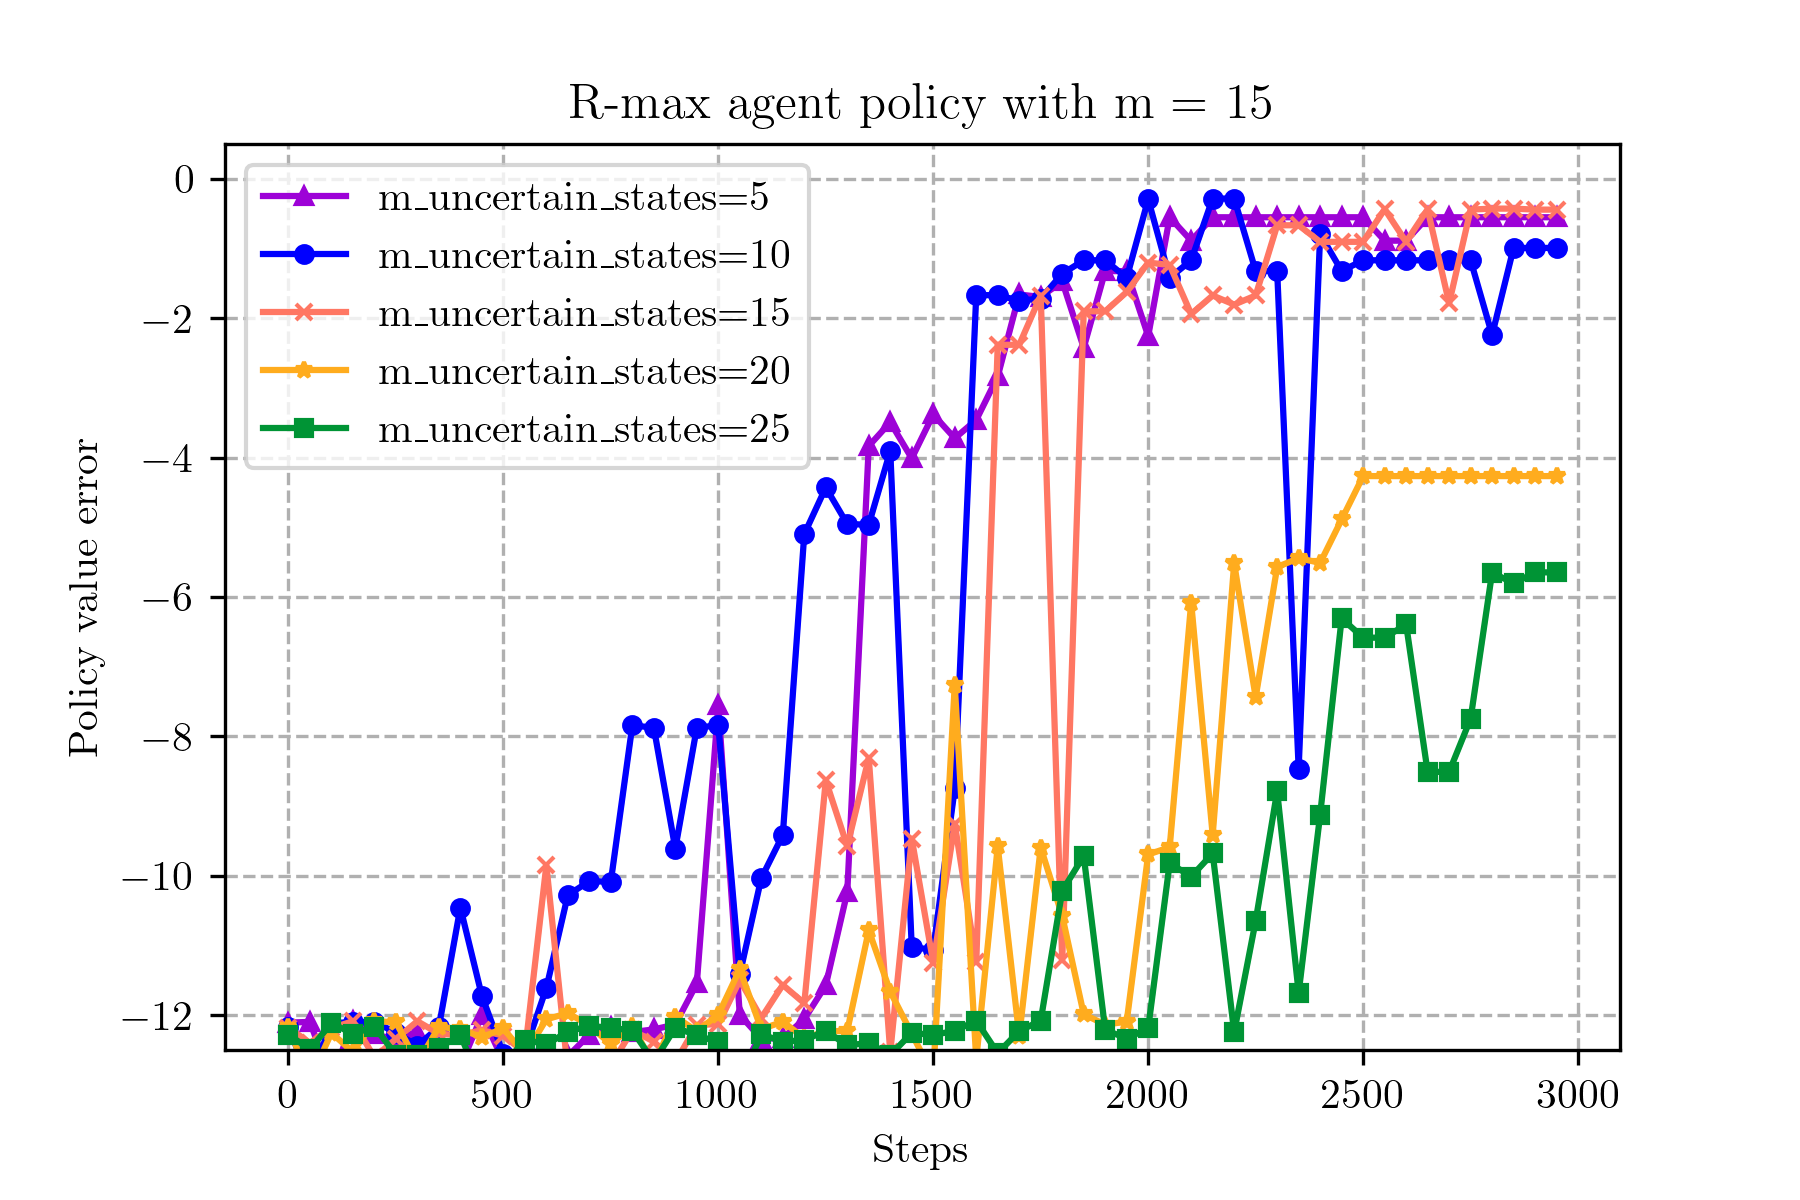 R-max agent policy with m = 15
m_uncertain_states=5
m_uncertain_states=10
m_uncertain_states=15
m_uncertain_states=20
m_uncertain_states=25
Policy value error
0
−2
−4
−6
−8
−10
−12
0 500 1000 1500 2000 2500 3000
Steps